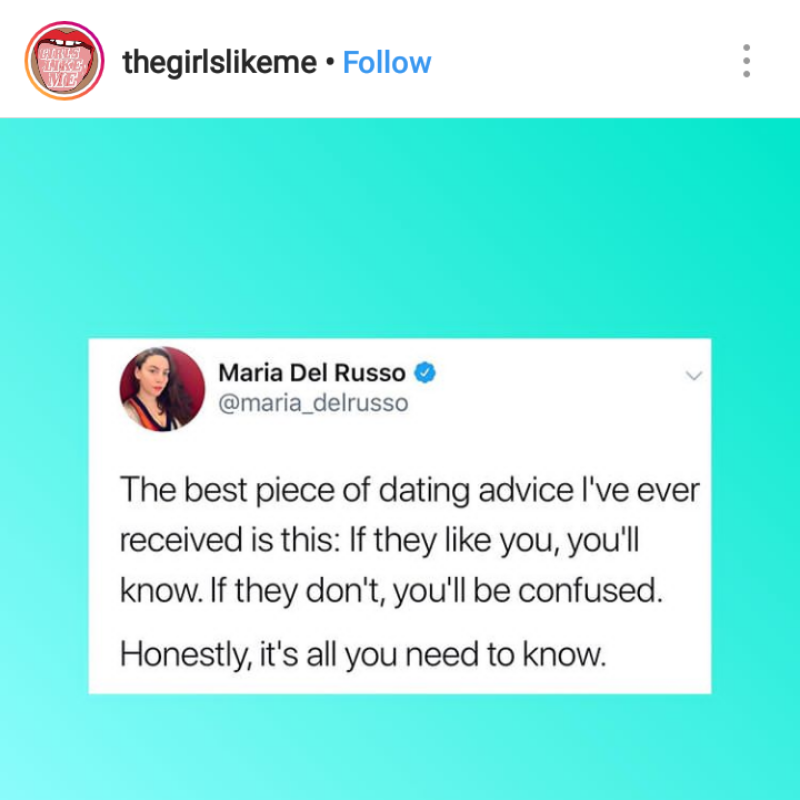 GIRLS
LIKE
ME
thegirlslikeme • Follow
Maria Del Russo
@maria_delrusso
The best piece of dating advice I've ever
received is this: If they like you, you'll
know. If they don't, you'll be confused.
Honestly, it's all you need to know.